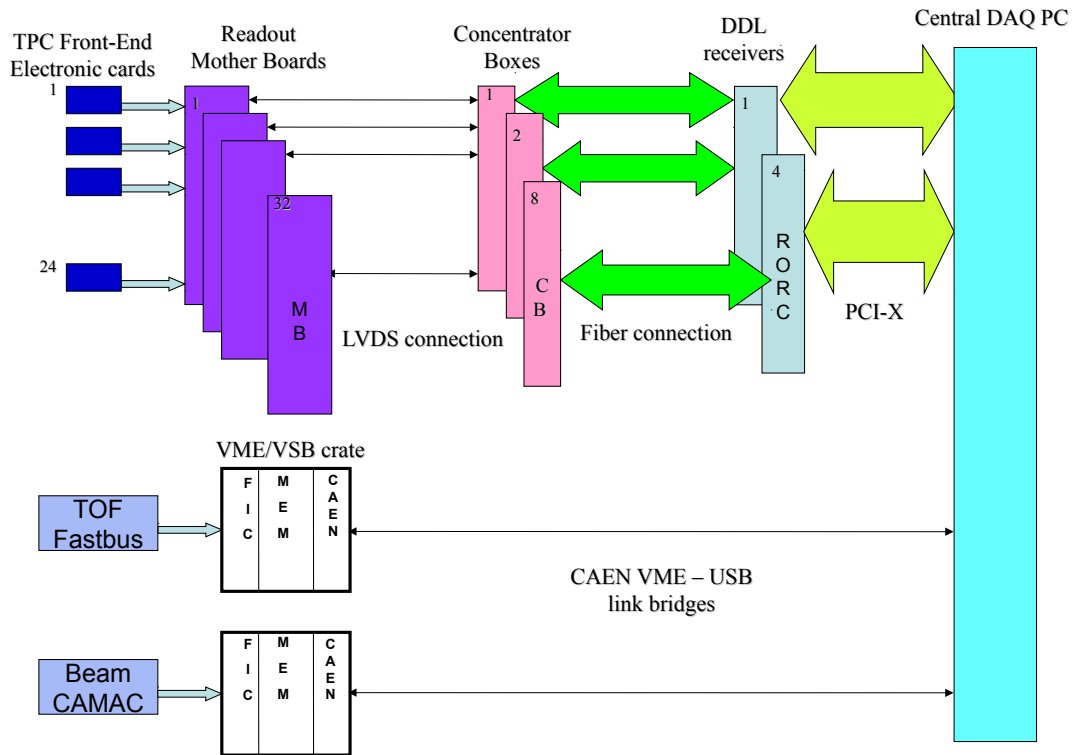 TPC Front-End
Electronic cards
Readout
Mother Boards
Concentrator
Boxes
DDL
receivers
Central DAQ PC
1
24
1
32
M
B
1
2
8
C
B
1
4
R
O
R
C
LVDS connection
Fiber connection
PCI-X
VME/VSB crate
TOF
Fastbus
F
I
C
M
E
M
C
A
E
N
CAEN VME – USB
link bridges
Beam
CAMAC
F
I
C
M
E
M
C
A
E
N